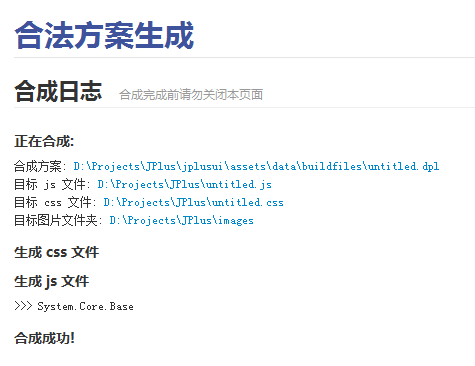 合法方案生成
合成日志 合成完成前请勿关闭本页面
正在合成:
合成方案: D:\Projects\JPlus\jplusui\assets\data\buildfiles\untitled.dpl
目标 js 文件: D:\Projects\JPlus\untitled.js
目标 css 文件: D:\Projects\JPlus\untitled.css
目标图片文件夹: D:\Projects\JPlus\images
生成 css 文件
生成 js 文件
>>> System.Core.Base
合成成功!